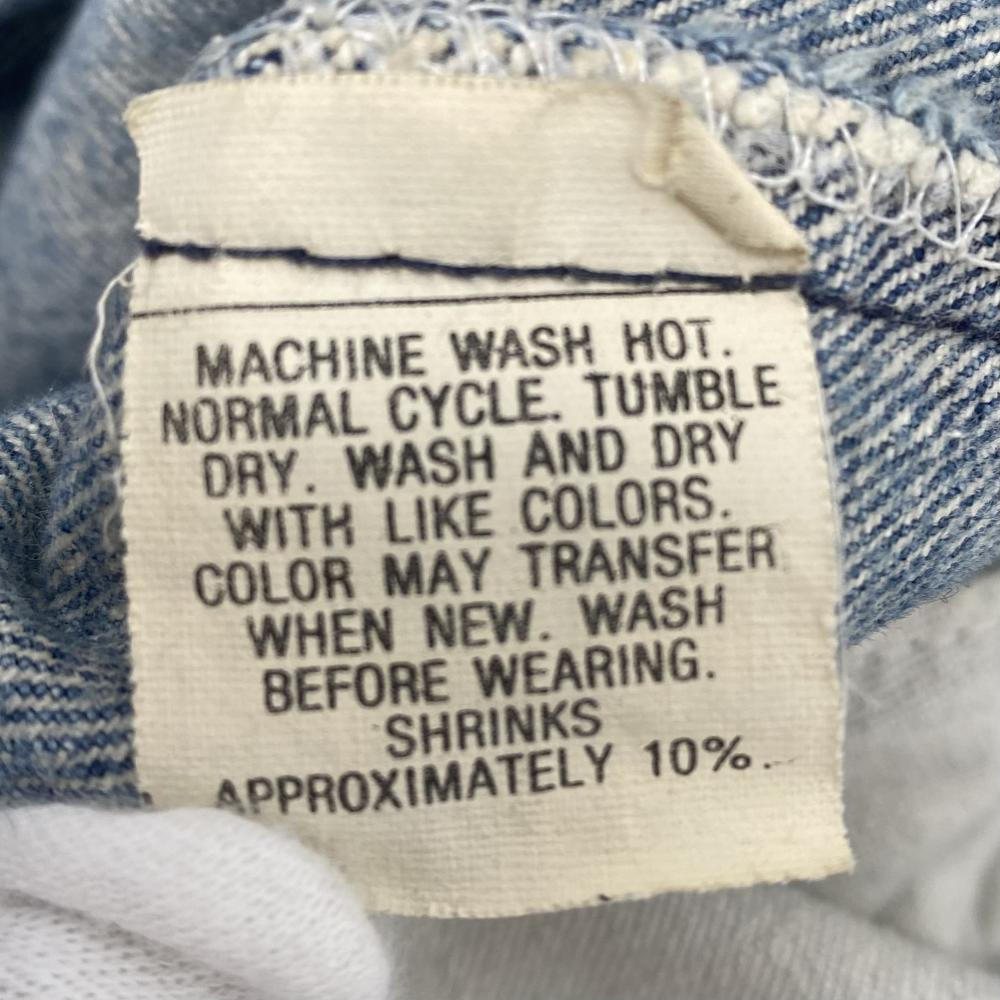 MACHINE WASH HOT.
NORMAL CYCLE. TUMBLE
DRY. WASH AND DRY
WITH LIKE COLORS.
COLOR MAY TRANSFER
WHEN NEW. WASH
BEFORE WEARING.
SHRINKS
APPROXIMATELY 10%.